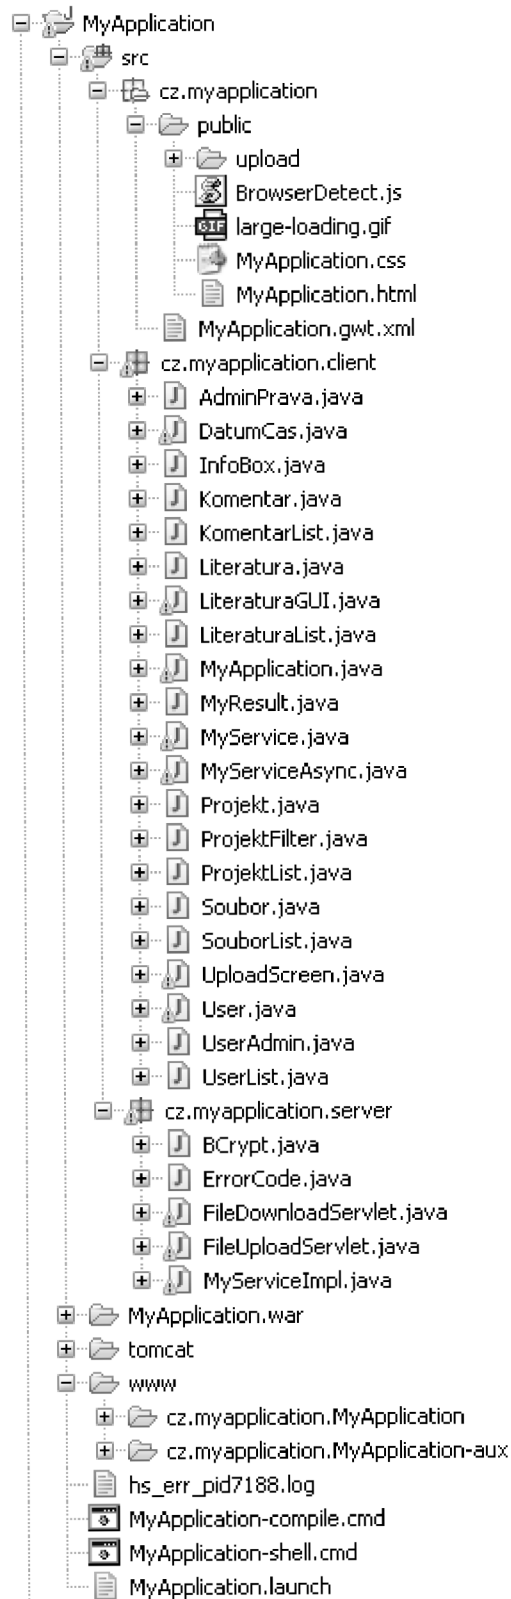 MyApplication
src
cz.myapplication
public
upload
BrowserDetect.js
large-loading.gif
MyApplication.css
MyApplication.html
MyApplication.gwt.xml
cz.myapplication.client
AdminPrava.java
DatumCas.java
InfoBox.java
Komentar.java
KomentarList.java
Literatura.java
LiteraturaGUI.java
LiteraturaList.java
MyApplication.java
MyResult.java
MyService.java
MyServiceAsync.java
Projekt.java
ProjektFilter.java
ProjektList.java
Soubor.java
SouborList.java
UploadScreen.java
User.java
UserAdmin.java
UserList.java
cz.myapplication.server
BCrypt.java
ErrorCode.java
FileDownloadServlet.java
FileUploadServlet.java
MyServiceImpl.java
MyApplication.war
tomcat
www
cz.myapplication.MyApplication
cz.myapplication.MyApplication-aux
hs_err_pid7188.log
MyApplication-compile.cmd
MyApplication-shell.cmd
MyApplication.launch